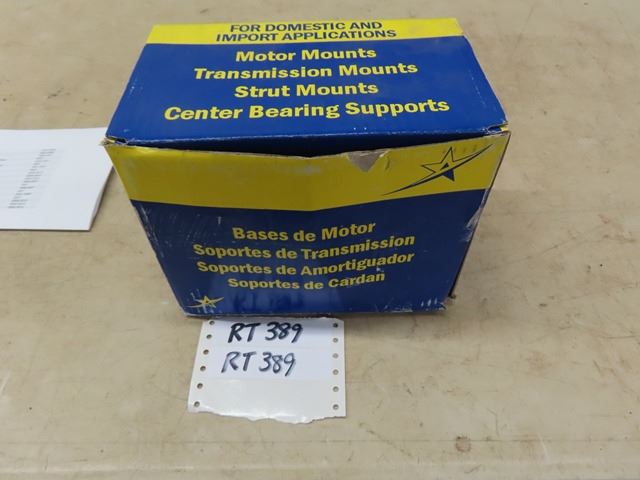 FOR DOMESTIC AND
IMPORT APPLICATIONS
Motor Mounts
Transmission Mounts
Strut Mounts
Center Bearing Supports
Bases de Motor
Soportes de Transmission
Soportes de Amortiguador
Soportes de Cardan
RT 389
RT 389